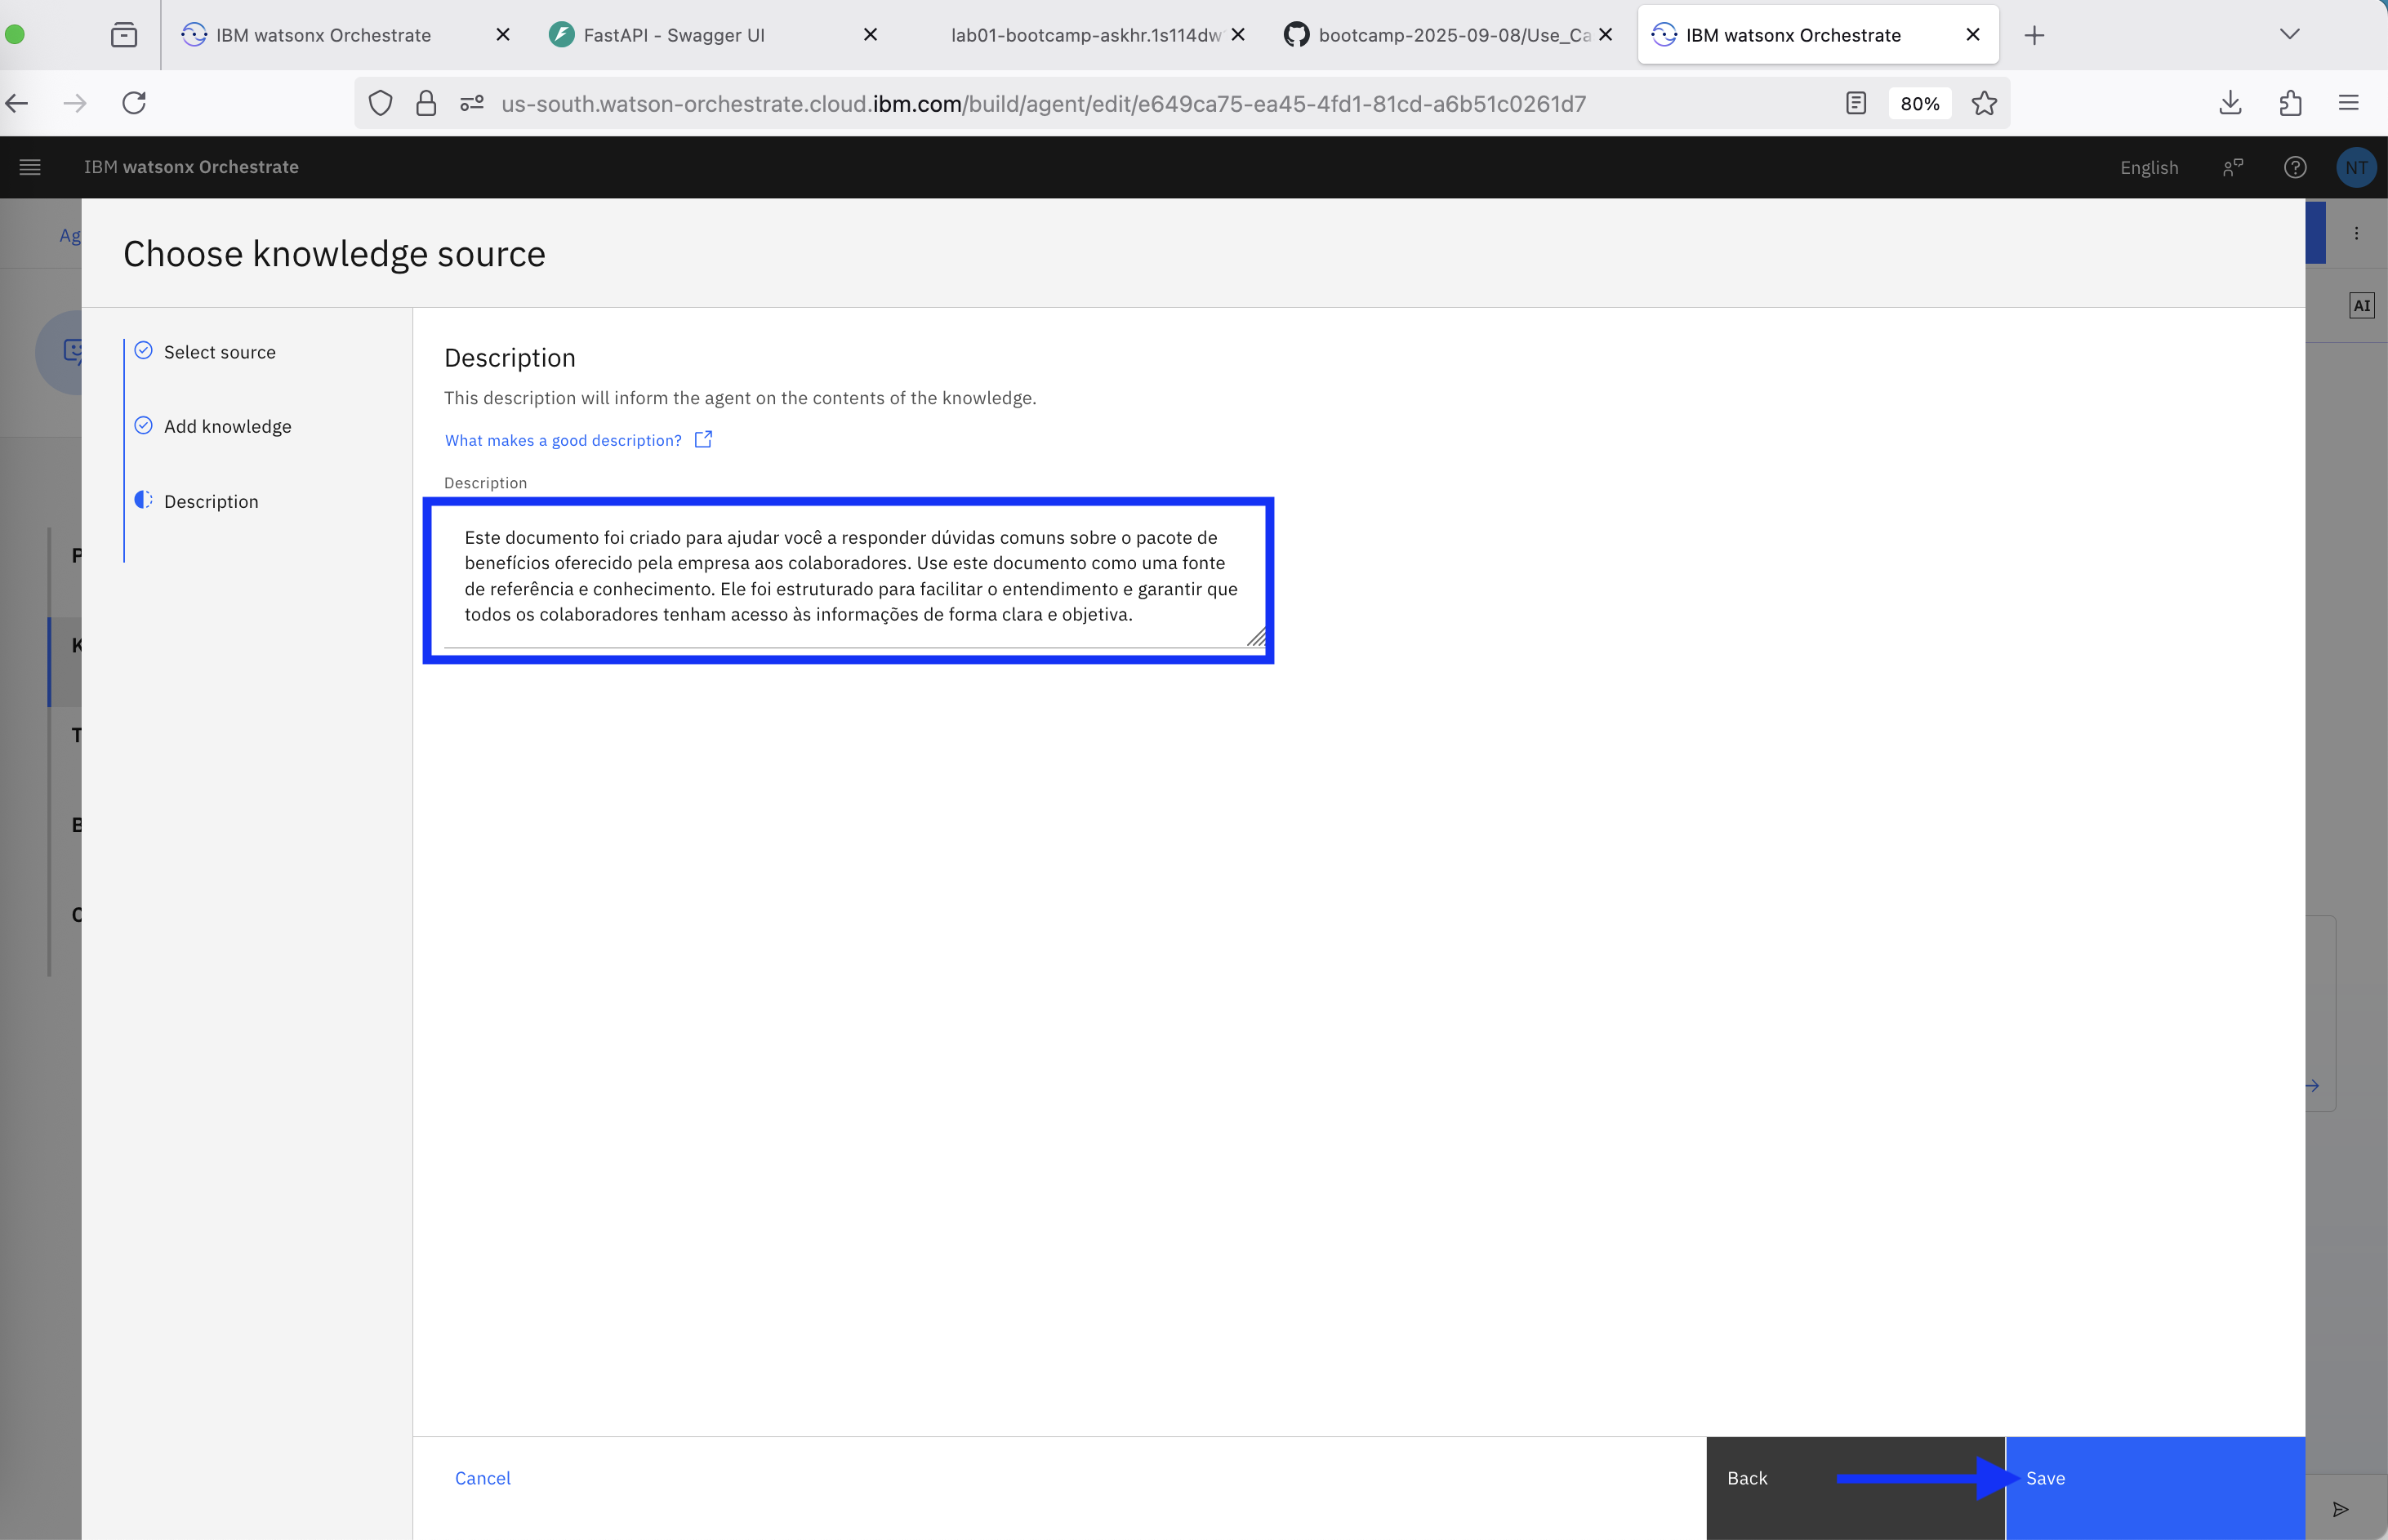 IBM watsonx Orchestrate
FastAPI - Swagger UI
lab01-bootcamp-askhr.1s114dw
bootcamp-2025-09-08/Use_Ca
IBM watsonx Orchestrate
us-south.watson-orchestrate.cloud.ibm.com/build/agent/edit/e649ca75-ea45-4fd1-81cd-a6b51c0261d7
80%
IBM watsonx Orchestrate
English
NT
Ag
Choose knowledge source
AI
Select source
Add knowledge
Description
P
K
T
B
Description
This description will inform the agent on the contents of the knowledge.
What makes a good description?
Description
Este documento foi criado para ajudar você a responder dúvidas comuns sobre o pacote de
benefícios oferecido pela empresa aos colaboradores. Use este documento como uma fonte
de referência e conhecimento. Ele foi estruturado para facilitar o entendimento e garantir que
todos os colaboradores tenham acesso às informações de forma clara e objetiva.
Cancel
Back
Save